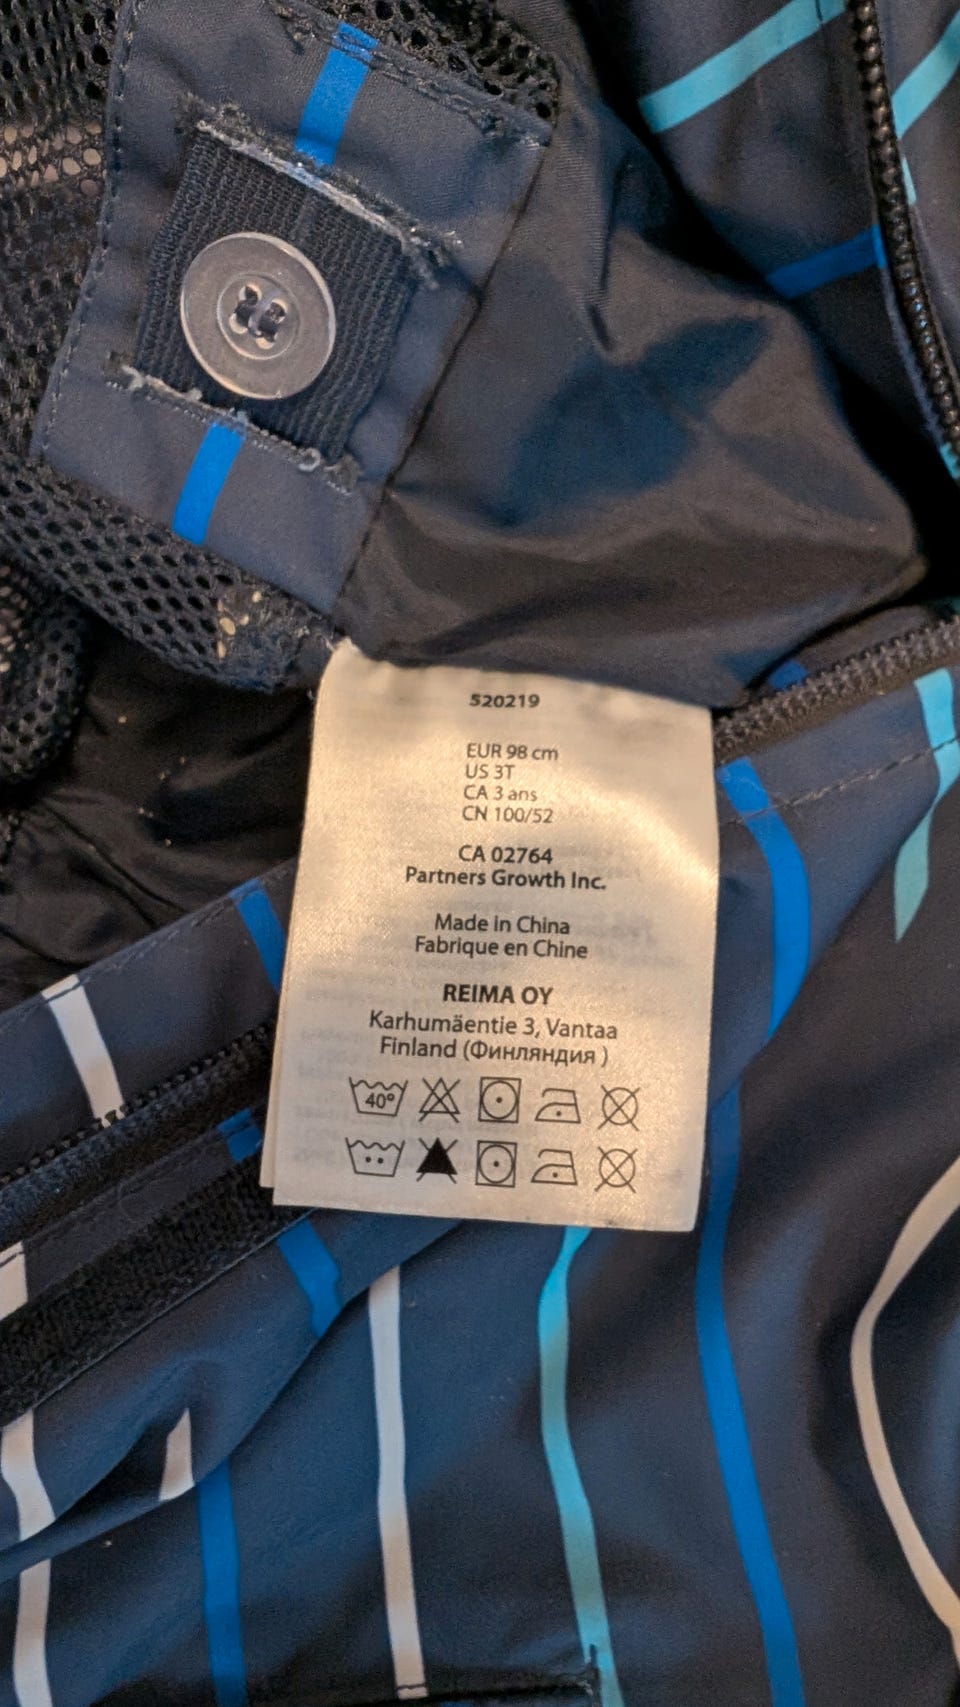 520219
EUR 98 cm
US 3T
CA 3 ans
CN 100/52
CA 02764
Partners Growth Inc.
Made in China
Fabrique en Chine
REIMA OY
Karhumäentie 3, Vantaa
Finland (Финляндия )
40º